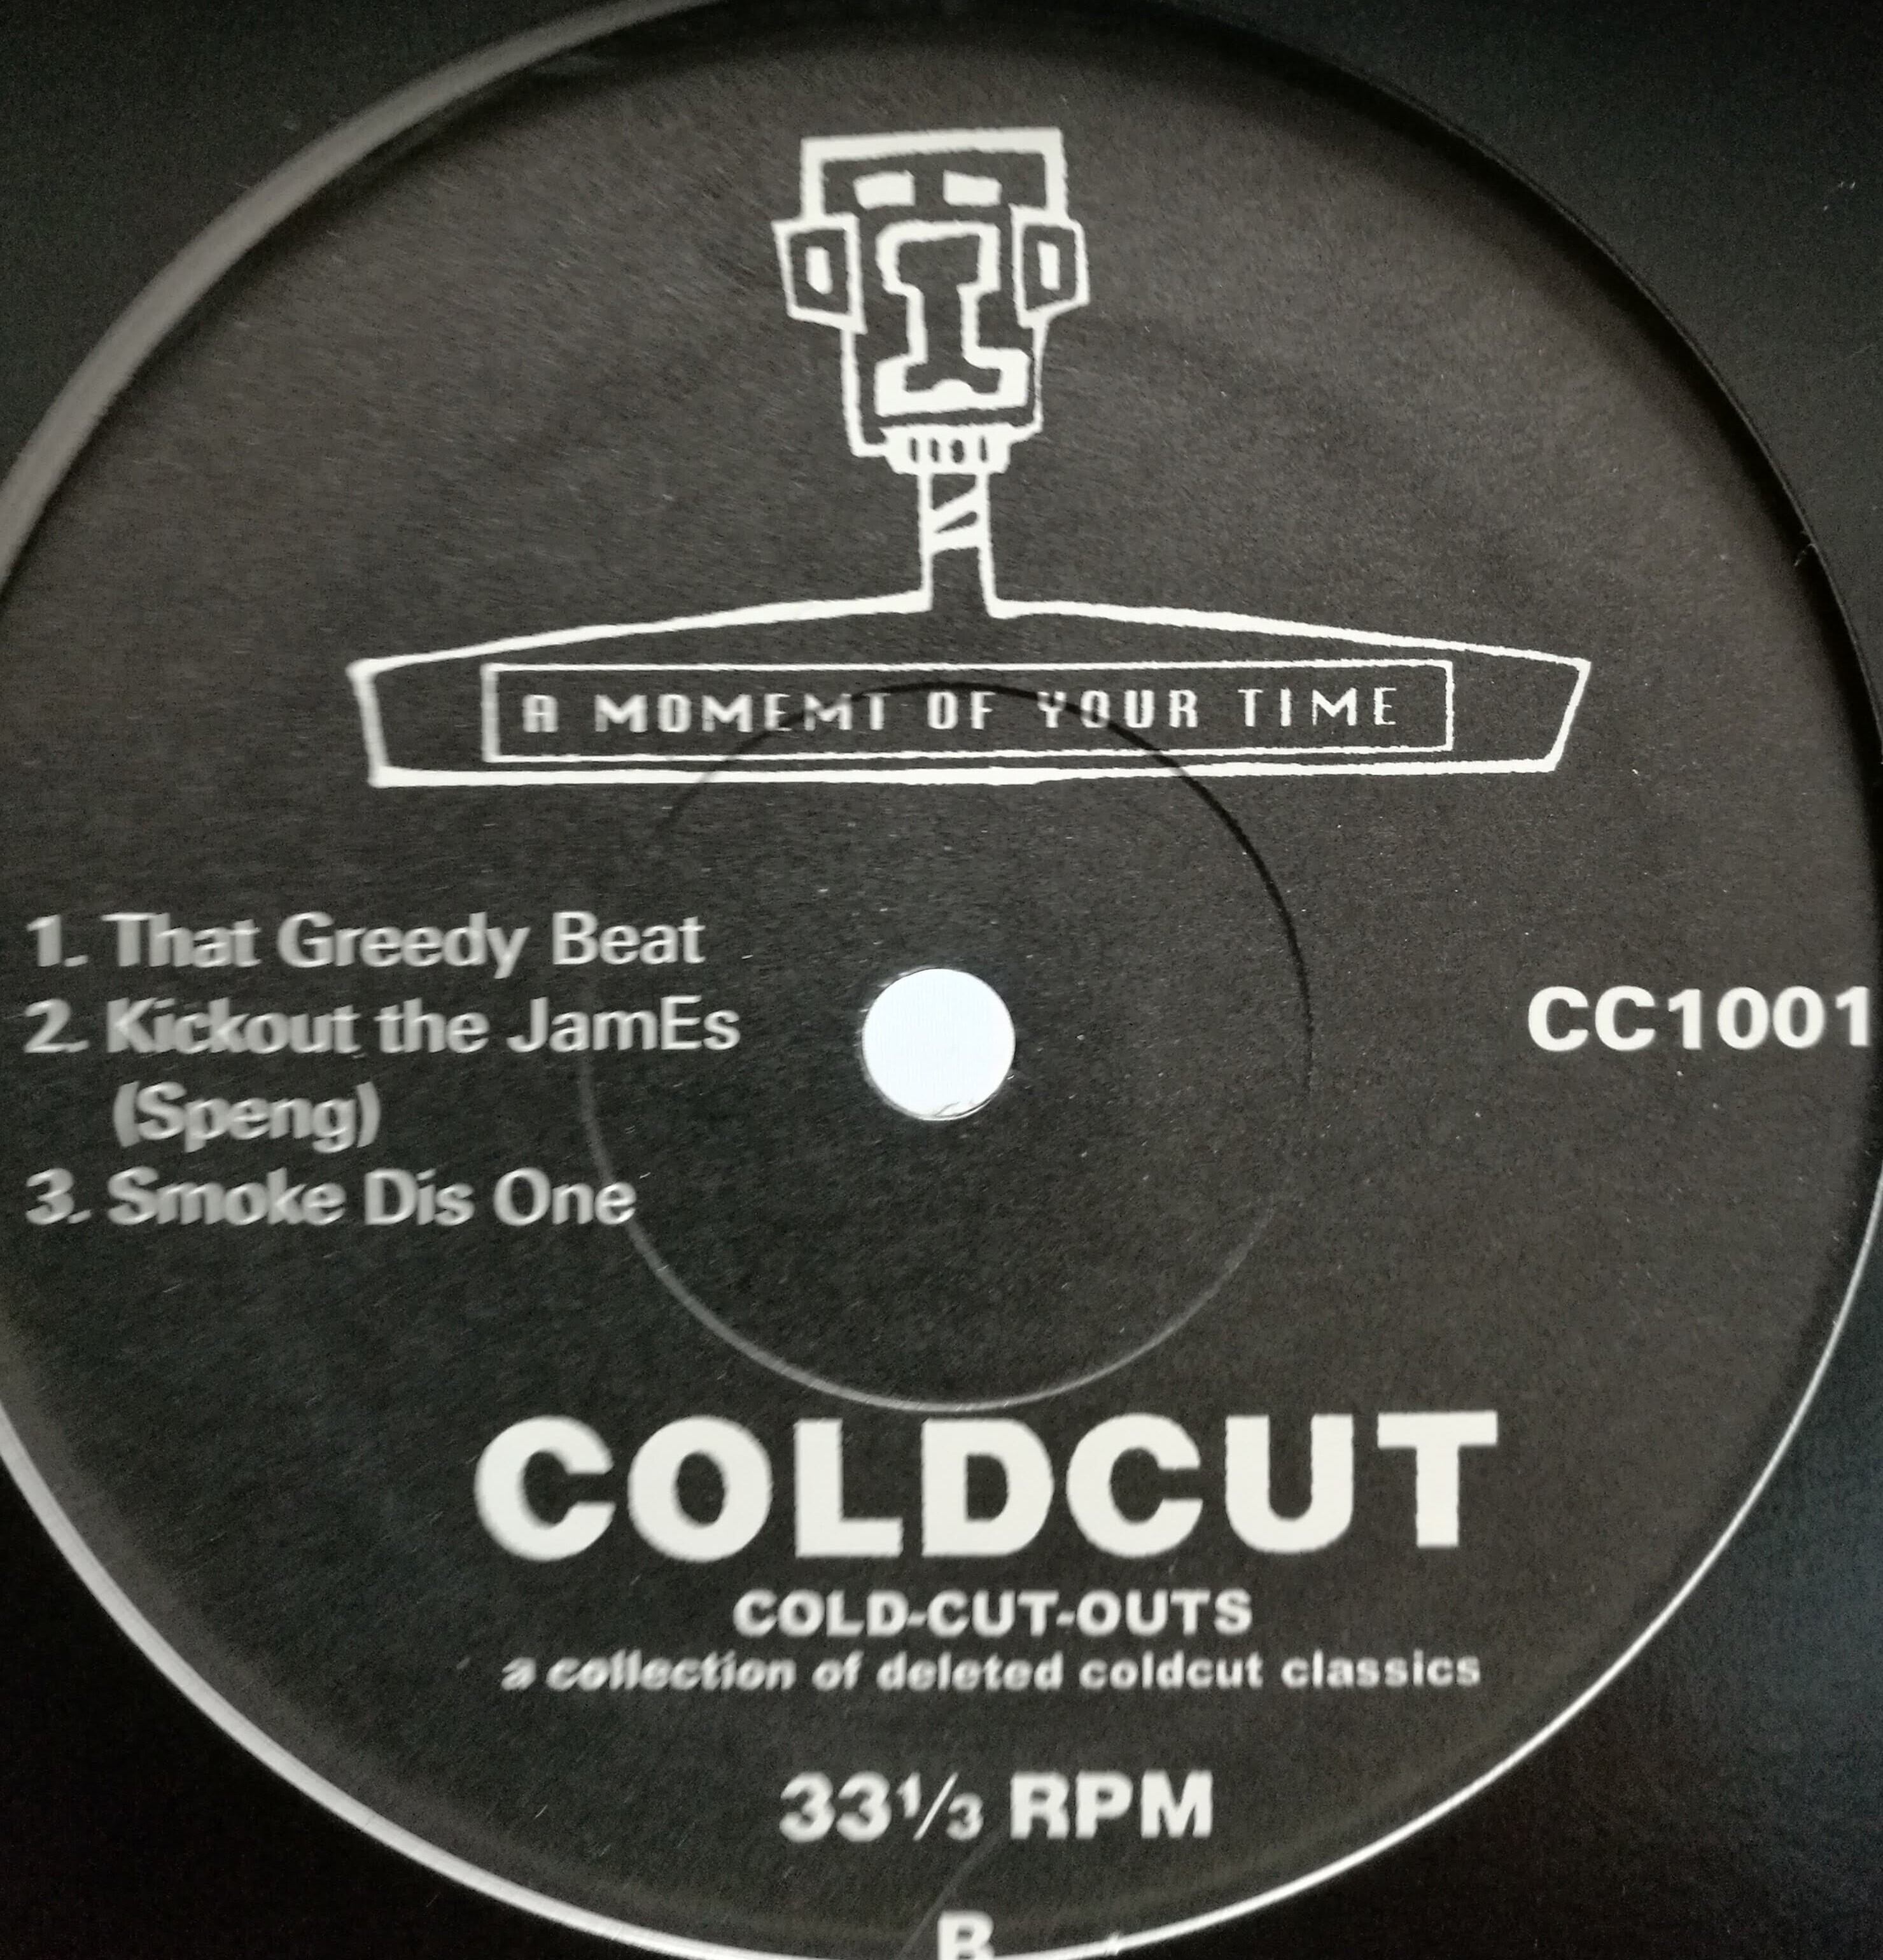 A MOMEMT OF YOUR TIME
1. That Greedy Beat
2. Kickout the JamEs
(Speng)
3. Smoke Dis One
CC1001
COLDCUT
COLD-CUT-OUTS
a collection of deleted coldcut classics
33⅓ RPM
B